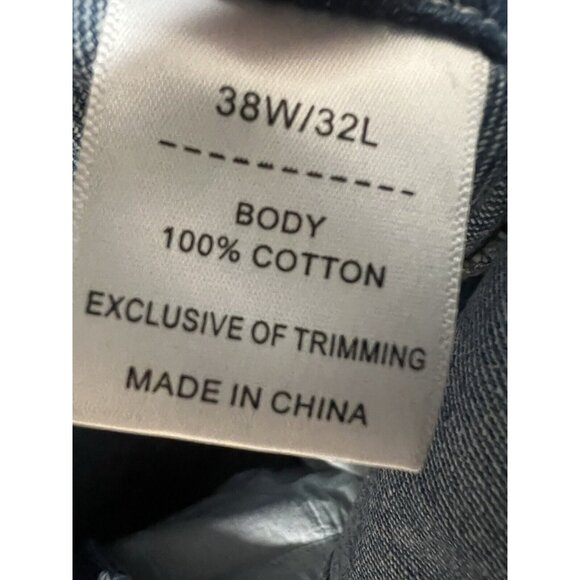 38W/32L
-----------
BODY
100% COTTON
EXCLUSIVE OF TRIMMING
MADE IN CHINA